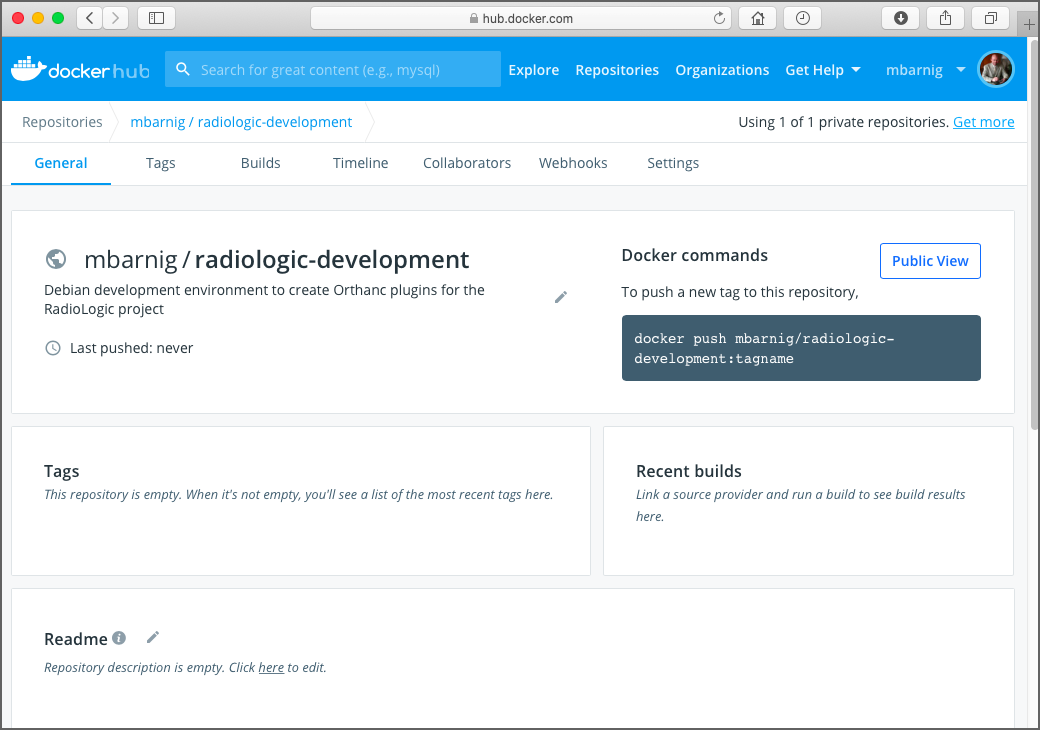 hub.docker.com
docker hub
Search for great content (e.g., mysql)
Explore
Repositories
Organizations
Get Help
mbarnig
Repositories
mbarnig / radiologic-development
Using 1 of 1 private repositories. Get more
General
Tags
Builds
Timeline
Collaborators
Webhooks
Settings
mbarnig / radiologic-development
Debian development environment to create Orthanc plugins for the
RadioLogic project
Last pushed: never
Docker commands
Public View
To push a new tag to this repository,
docker push mbarnig/radiologic-
development:tagname
Tags
This repository is empty. When it's not empty, you'll see a list of the most recent tags here.
Recent builds
Link a source provider and run a build to see build results
here.
Readme
Repository description is empty. Click here to edit.